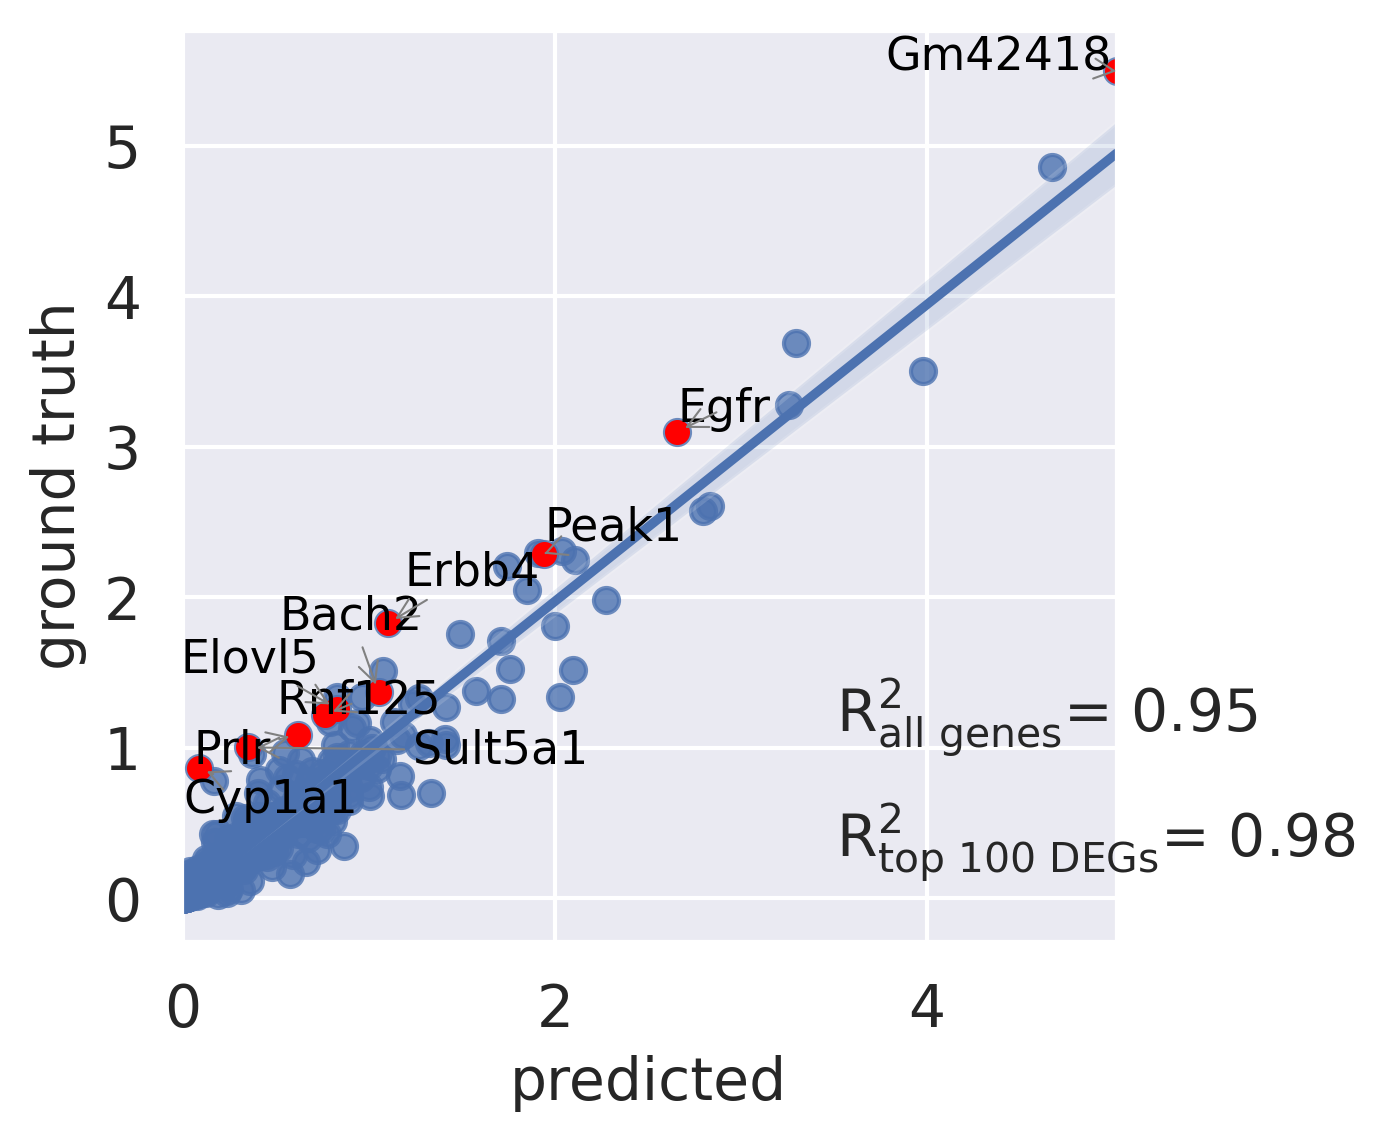 Gm42418
5
4
Egfr
3
Peak1
Erbb4
2
Bach2
Elovl5
Rnf125
R²all genes = 0.95
1
Prlr
Sult5a1
Cyp1a1
R²top 100 DEGs = 0.98
0
0 2 4
predicted
ground truth